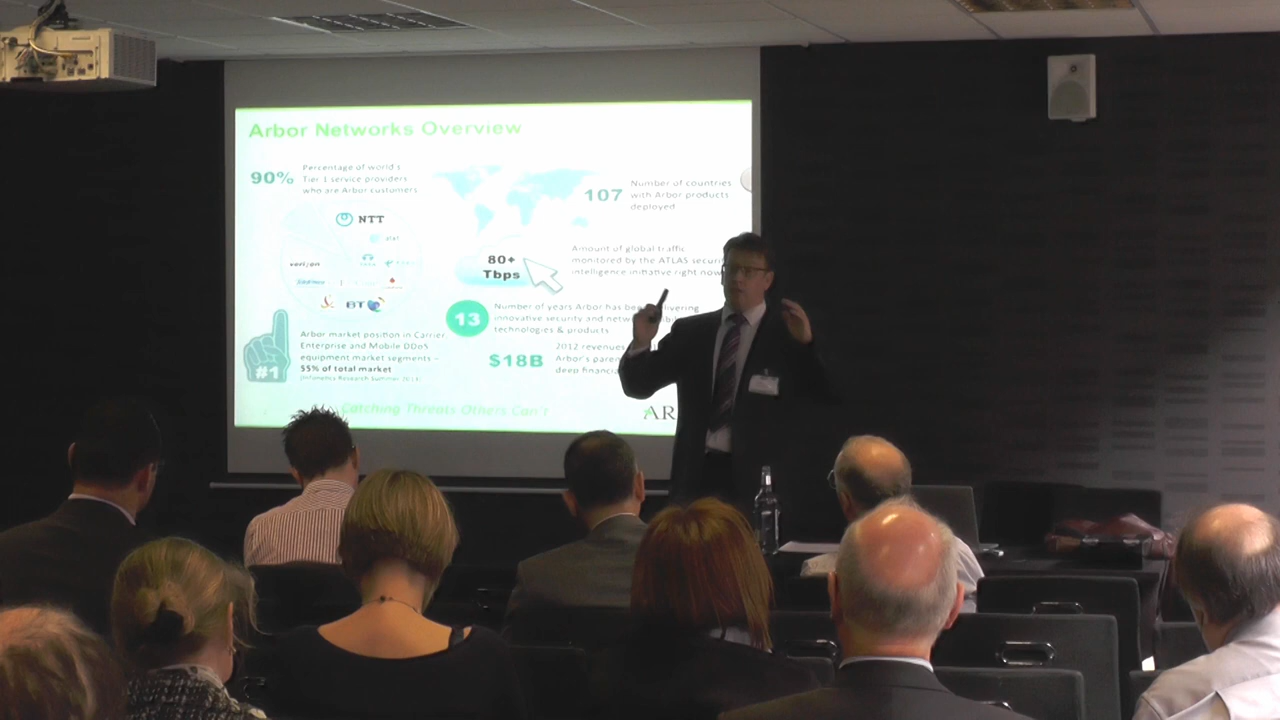 Arbor Networks Overview
90%
Percentage of world's
Tier 1 service providers
who are Arbor customers
107
Number of countries
with Arbor products
deployed
NTT
at&t
verizon
BT
80+
Tbps
Amount of global traffic
monitored by the ATLAS
intelligence initiative right now
13
Number of years Arbor has
innovative security and
technologies & products
#1
Arbor market position in Carrier
Enterprise and Mobile DDoS
equipment market segments –
55% of total market
$18B
2012 revenues
Arbor's
deep
Catching Threats Others Can't
AR